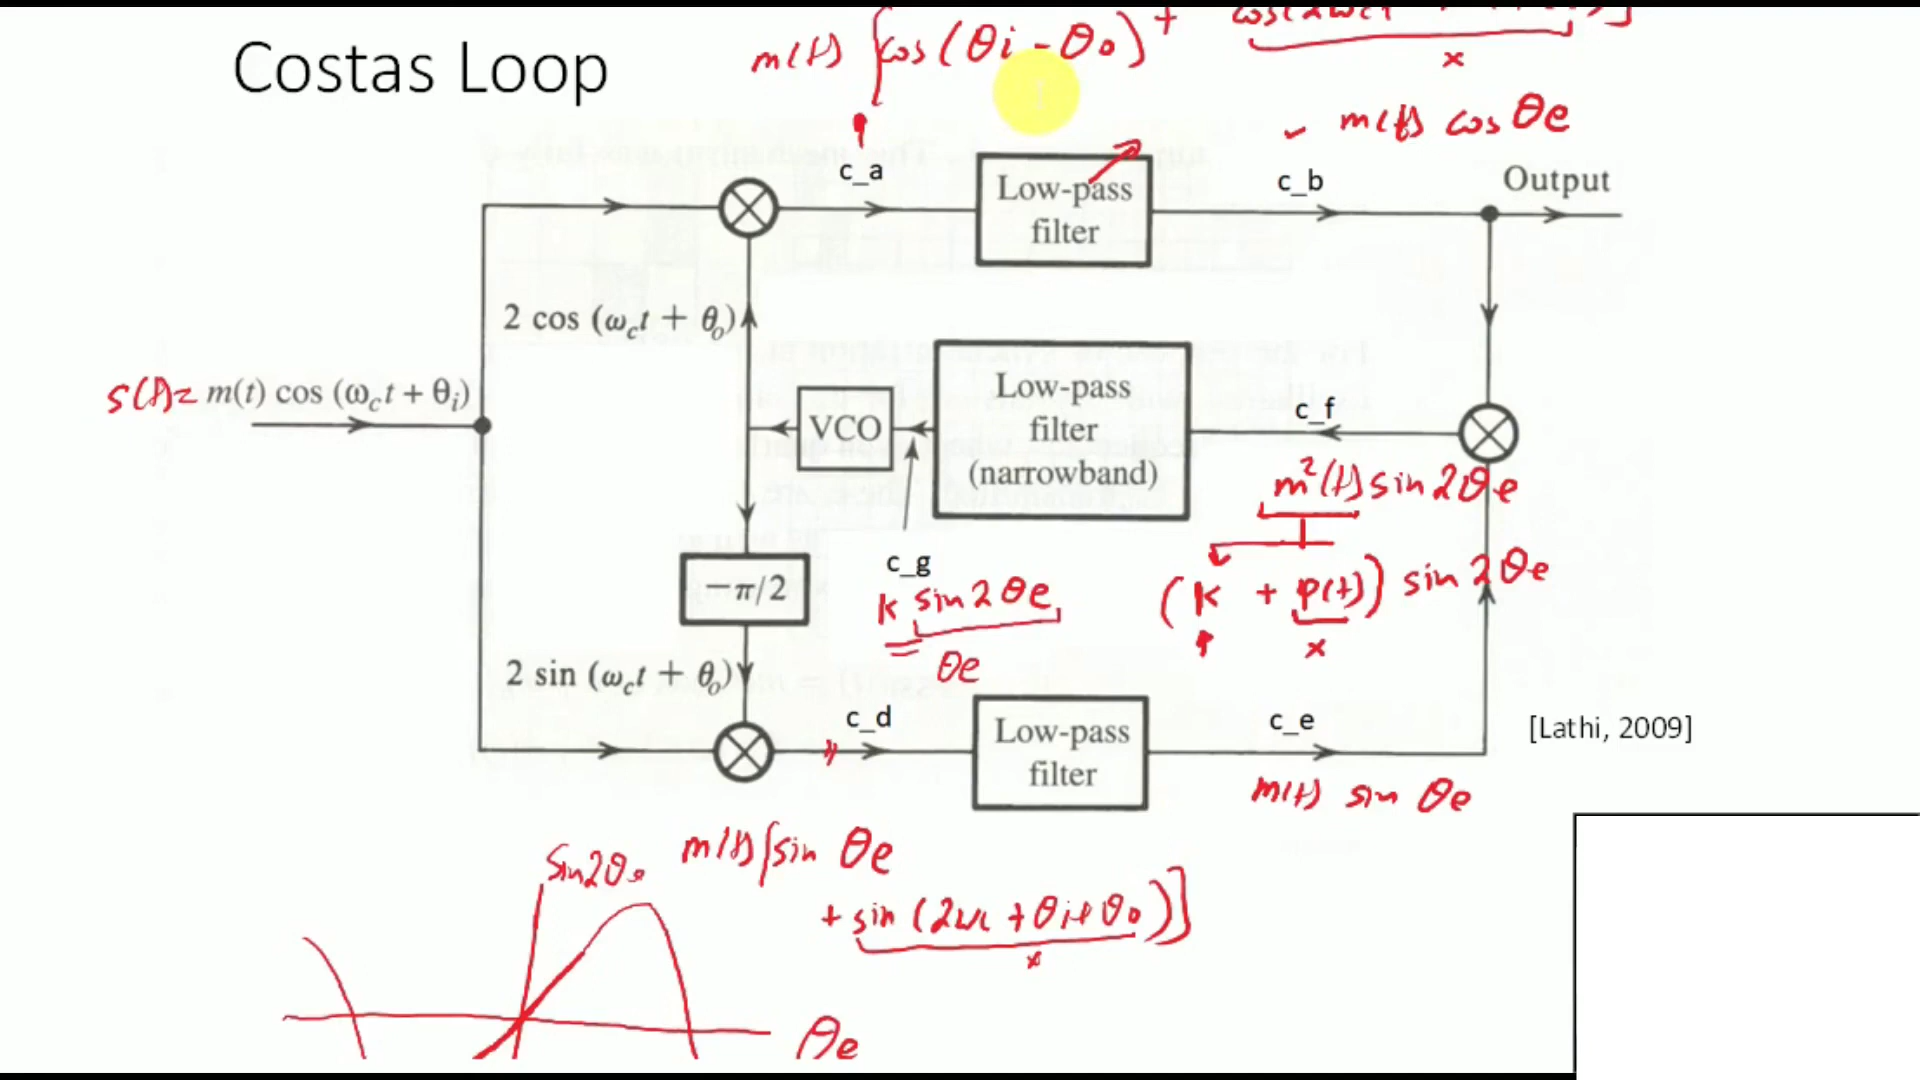 Costas Loop
m(t) [cos (θi - θo) +
x
m(t) cos θe
c_a
c_b
Output
Low-pass
filter
2 cos (ωct + θo)
s(t) = m(t) cos (ωct + θi)
VCO
Low-pass
filter
(narrowband)
c_f
m²(t) sin 2θe
c_g
k sin 2θe
θe
(k + p(t)) sin 2θe
x
−π/2
2 sin (ωct + θo)
c_d
Low-pass
filter
c_e
[Lathi, 2009]
m(t) sin θe
m(t) [sin θe
+ sin (2ωc + θi + θo)]
x
sin2θe
θe